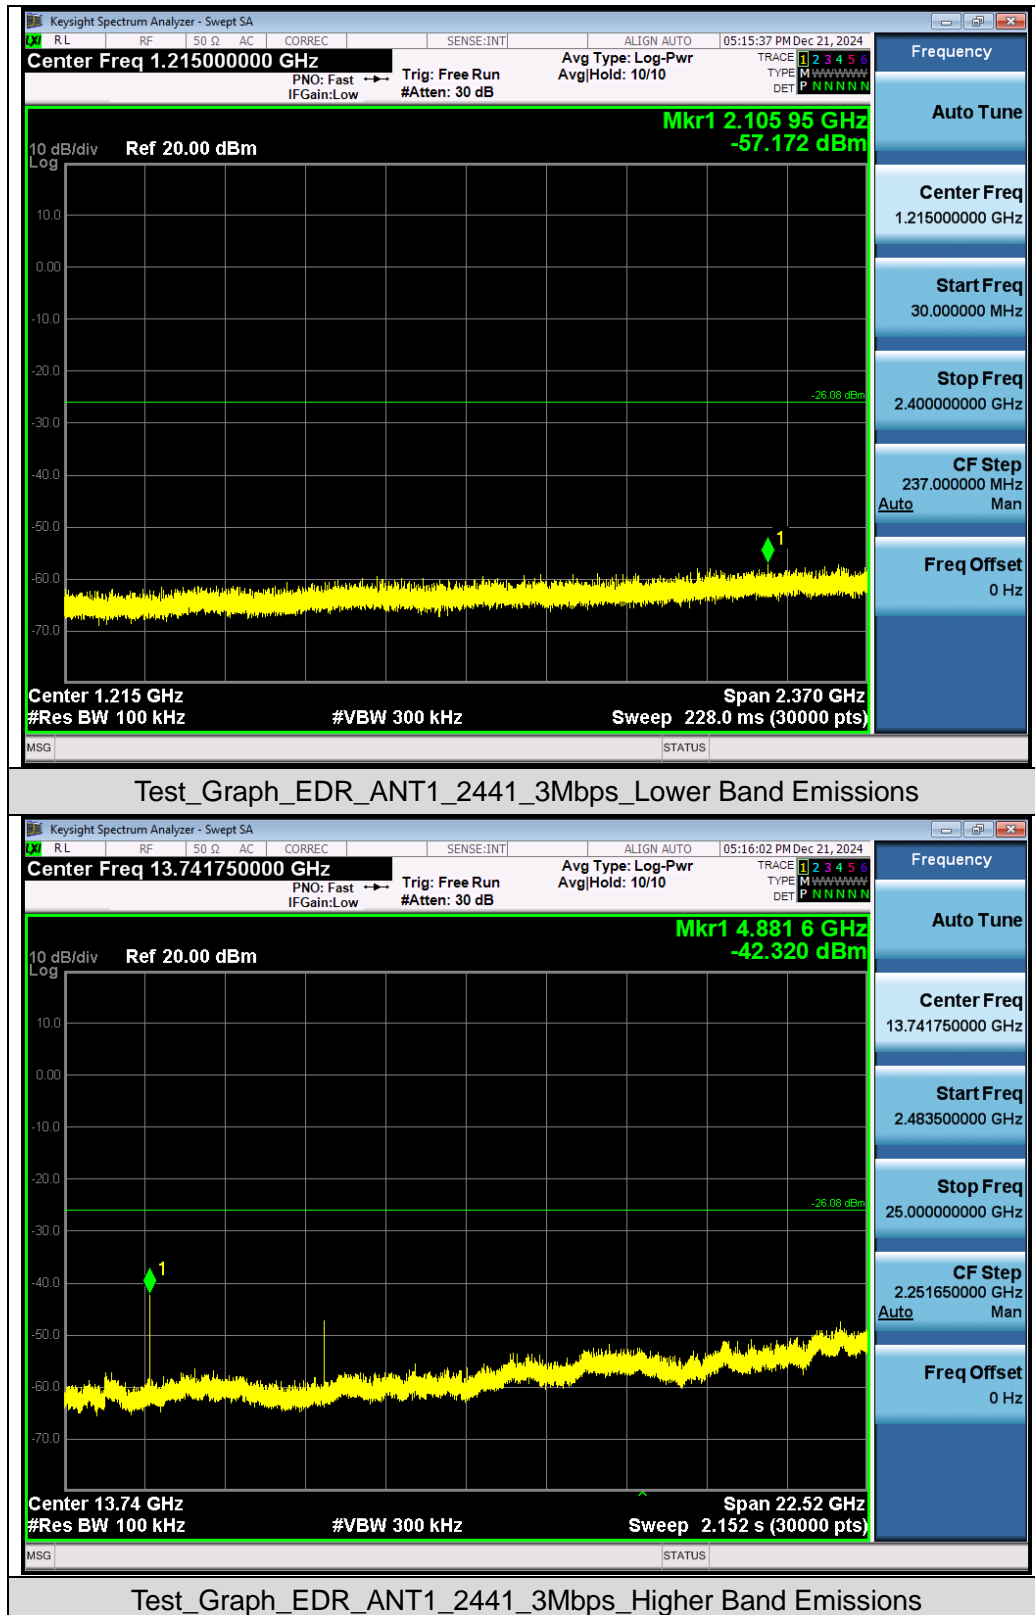 Keysight Spectrum Analyzer - Swept SA
LXI RL RF 50 Ω AC CORREC SENSE:INT ALIGN AUTO 05:15:37 PM Dec 21, 2024
Center Freq 1.215000000 GHz
PNO: Fast
IFGain:Low
Trig: Free Run
#Atten: 30 dB
Avg Type: Log-Pwr
Avg|Hold: 10/10
TRACE 1 2 3 4 5 6
TYPE M WWWWW
DET P N N N N N
Mkr1 2.105 95 GHz
-57.172 dBm
10 dB/div Ref 20.00 dBm
Log
10.0
0.00
-10.0
-20.0
-26.08 dBm
-30.0
-40.0
-50.0
1
-60.0
-70.0
Center 1.215 GHz Span 2.370 GHz
#Res BW 100 kHz #VBW 300 kHz Sweep 228.0 ms (30000 pts)
MSG STATUS
Frequency
Auto Tune
Center Freq
1.215000000 GHz
Start Freq
30.000000 MHz
Stop Freq
2.400000000 GHz
CF Step
237.000000 MHz
Auto Man
Freq Offset
0 Hz
Test_Graph_EDR_ANT1_2441_3Mbps_Lower Band Emissions
Keysight Spectrum Analyzer - Swept SA
LXI RL RF 50 Ω AC CORREC SENSE:INT ALIGN AUTO 05:16:02 PM Dec 21, 2024
Center Freq 13.741750000 GHz
PNO: Fast
IFGain:Low
Trig: Free Run
#Atten: 30 dB
Avg Type: Log-Pwr
Avg|Hold: 10/10
TRACE 1 2 3 4 5 6
TYPE M WWWWW
DET P N N N N N
Mkr1 4.881 6 GHz
-42.320 dBm
10 dB/div Ref 20.00 dBm
Log
10.0
0.00
-10.0
-20.0
-26.08 dBm
-30.0
1
-40.0
-50.0
-60.0
-70.0
Center 13.74 GHz Span 22.52 GHz
#Res BW 100 kHz #VBW 300 kHz Sweep 2.152 s (30000 pts)
MSG STATUS
Frequency
Auto Tune
Center Freq
13.741750000 GHz
Start Freq
2.483500000 GHz
Stop Freq
25.000000000 GHz
CF Step
2.251650000 GHz
Auto Man
Freq Offset
0 Hz
Test_Graph_EDR_ANT1_2441_3Mbps_Higher Band Emissions